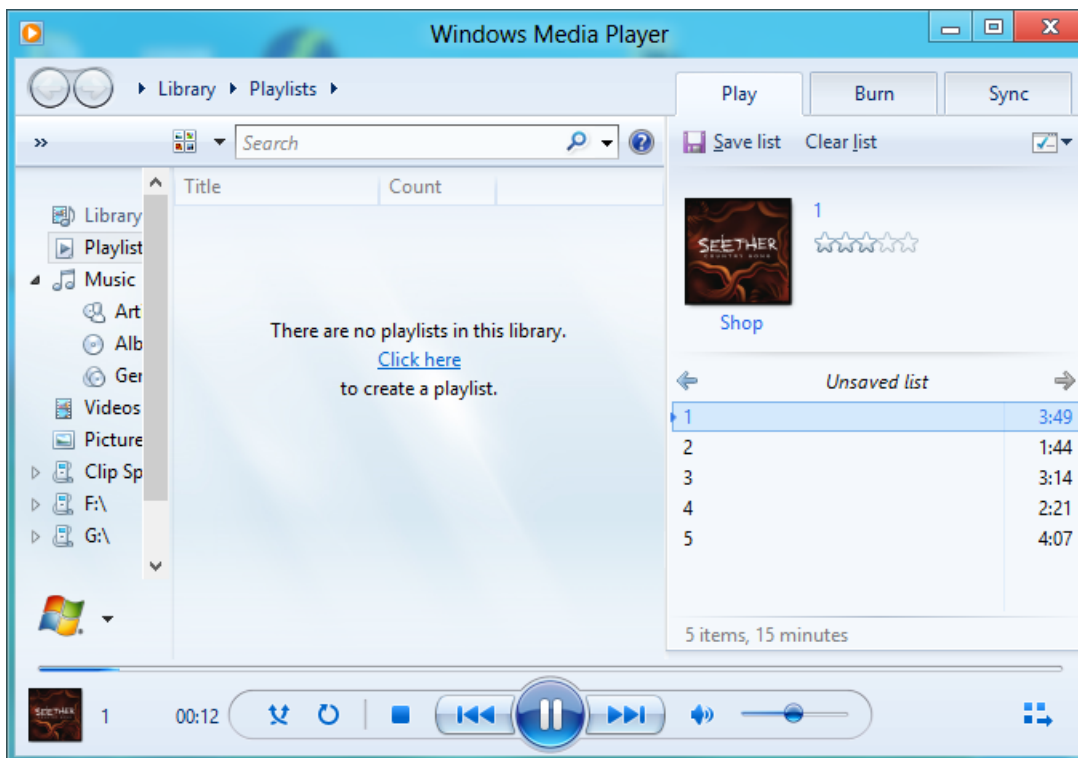 Windows Media Player
Library Playlists
Play Burn Sync
Search
Save list Clear list
Title Count
Library
Playlist
Music
Art
Alb
Ger
Videos
Picture
Clip Sp
F:\
G:\
There are no playlists in this library.
Click here
to create a playlist.
SEETHER
COUNTRY SONG
1
Shop
Unsaved list
1 3:49
2 1:44
3 3:14
4 2:21
5 4:07
5 items, 15 minutes
SEETHER
1
00:12